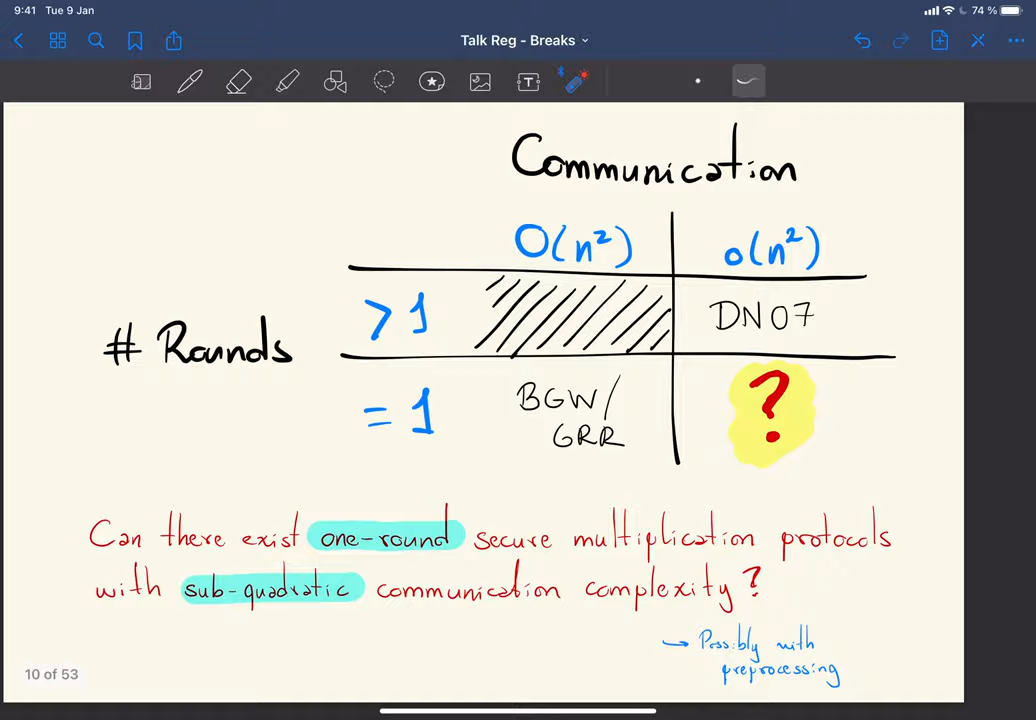 9:41 Tue 9 Jan 74 %
Talk Reg - Breaks
Communication
O(n²) o(n²)
> 1 DN07
# Rounds
= 1 BGW/ ?
GRR
Can there exist one-round secure multiplication protocols
with sub-quadratic communication complexity?
→ Possibly with
preprocessing
10 of 53